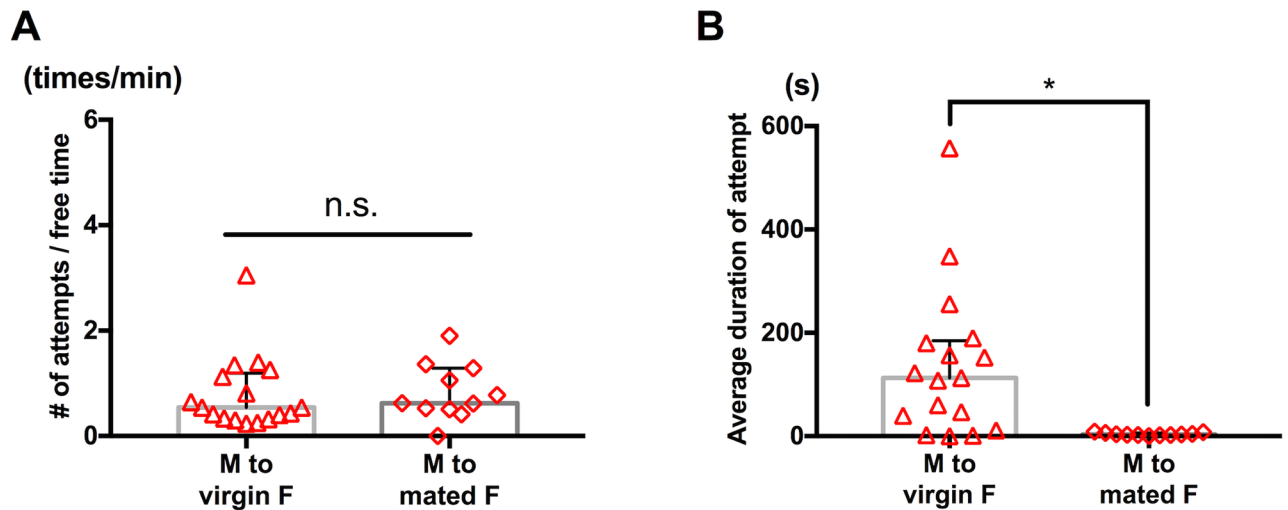 A
(times/min)
# of attempts / free time
6
4
2
0
n.s.
M to
virgin F
M to
mated F
B
(s)
Average duration of attempt
600
400
200
0
*
M to
virgin F
M to
mated F